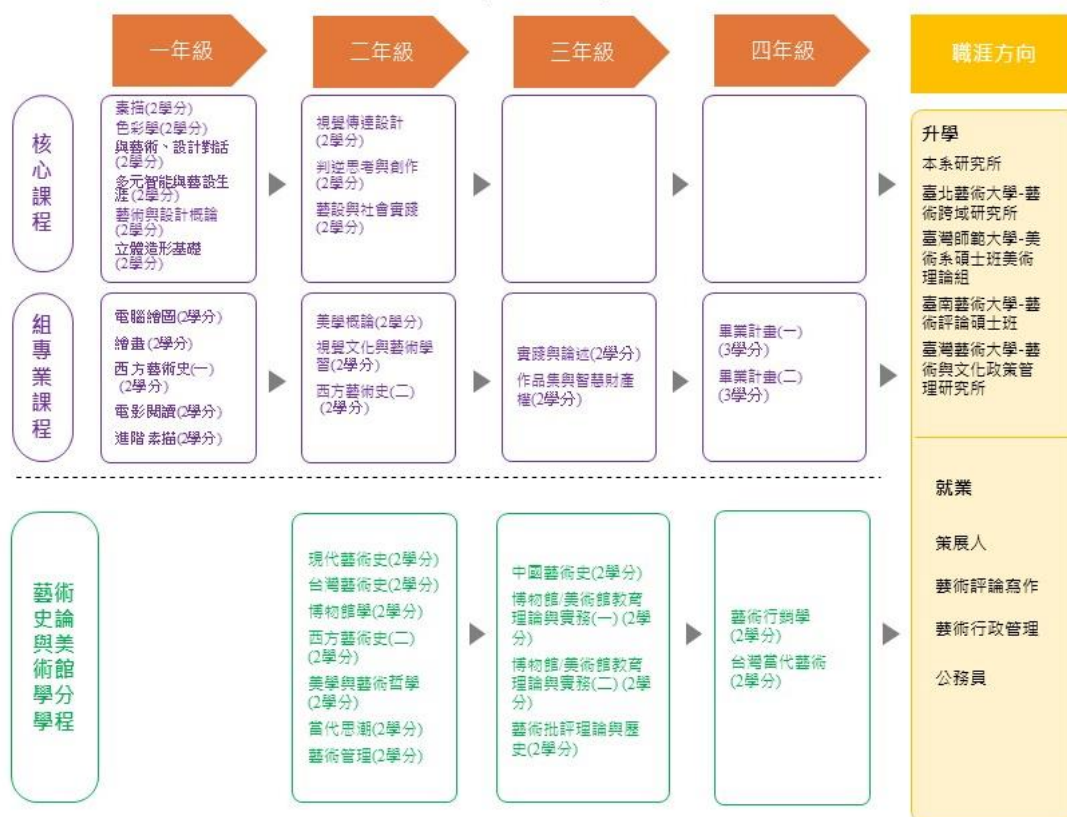 一年級
二年級
三年級
四年級
職涯方向
核心課程
素描(2學分)
色彩學(2學分)
與藝術、設計對話
(2學分)
多元智能與藝設生
涯(2學分)
藝術與設計概論
(2學分)
立體造形基礎
(2學分)
視覺傳達設計
(2學分)
判逆思考與創作
(2學分)
藝設與社會實踐
(2學分)
組專業課程
電腦繪圖(2學分)
繪畫(2學分)
西方藝術史(一)
(2學分)
電影閱讀(2學分)
進階素描(2學分)
美學概論(2學分)
視覺文化與藝術學
習(2學分)
西方藝術史(二)
(2學分)
實踐與論述(2學分)
作品集與智慧財產
權(2學分)
畢業計畫(一)
(3學分)
畢業計畫(二)
(3學分)
藝術
史論
與美
術館
學分
學程
現代藝術史(2學分)
台灣藝術史(2學分)
博物館學(2學分)
西方藝術史(二)
(2學分)
美學與藝術哲學
(2學分)
當代思潮(2學分)
藝術管理(2學分)
中國藝術史(2學分)
博物館/美術館教育
理論與實務(一) (2學
分)
博物館/美術館教育
理論與實務(二) (2學
分)
藝術批評理論與歷
史(2學分)
藝術行銷學
(2學分)
台灣當代藝術
(2學分)
升學
本系研究所
臺北藝術大學-藝
術跨域研究所
臺灣師範大學-美
術系碩士班美術
理論組
臺南藝術大學-藝
術評論碩士班
臺灣藝術大學-藝
術與文化政策管
理研究所
就業
策展人
藝術評論寫作
藝術行政管理
公務員